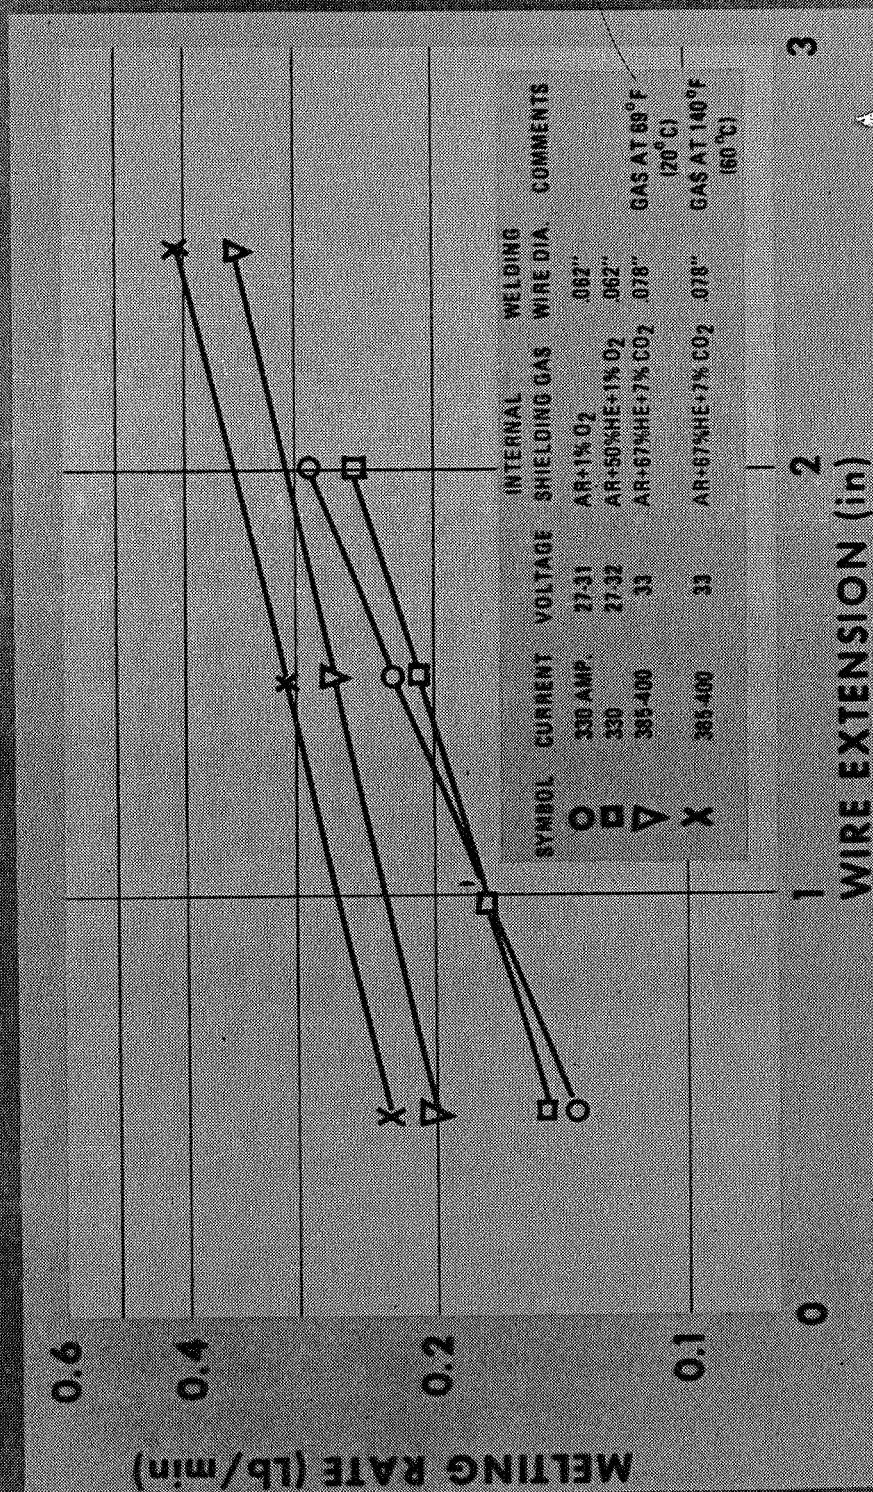 MELTING RATE (Lb/min)
0.6
0.4
0.2
0.1
0
1
2
3
WIRE EXTENSION (in)
INTERNAL WELDING
SYMBOL CURRENT VOLTAGE SHIELDING GAS WIRE DIA. COMMENTS
O 330 AMP. 27-31 AR+1% O2 .062"
□ 330 27-32 AR+50%HE+1% O2 .062"
▽ 385-400 33 AR+67%HE+7% CO2 .078" GAS AT 69°F
(20°C)
X 385-400 33 AR+67%HE+7% CO2 .078" GAS AT 140°F
(60°C)